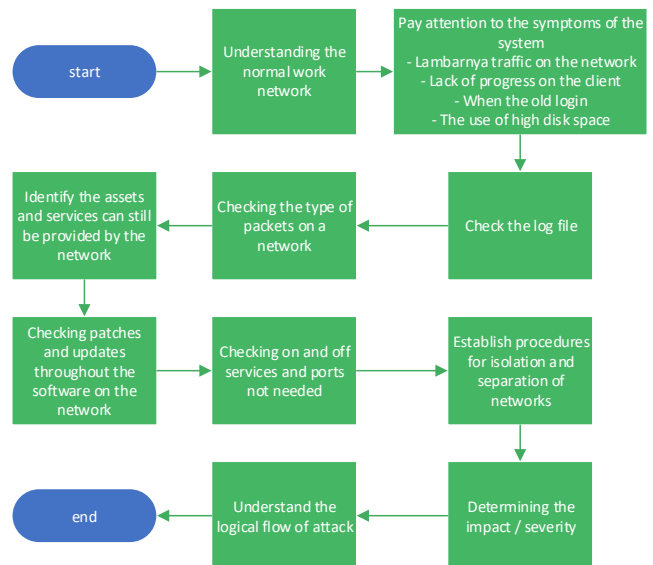 start
Understanding the
normal work
network
Pay attention to the symptoms of the
system
- Lambarnya traffic on the network
- Lack of progress on the client
- When the old login
- The use of high disk space
Check the log file
Checking the type of
packets on a
network
Identify the assets
and services can still
be provided by the
network
Checking patches
and updates
throughout the
software on the
network
Checking on and off
services and ports
not needed
Establish procedures
for isolation and
separation of
networks
Determining the
impact / severity
Understand the
logical flow of attack
end